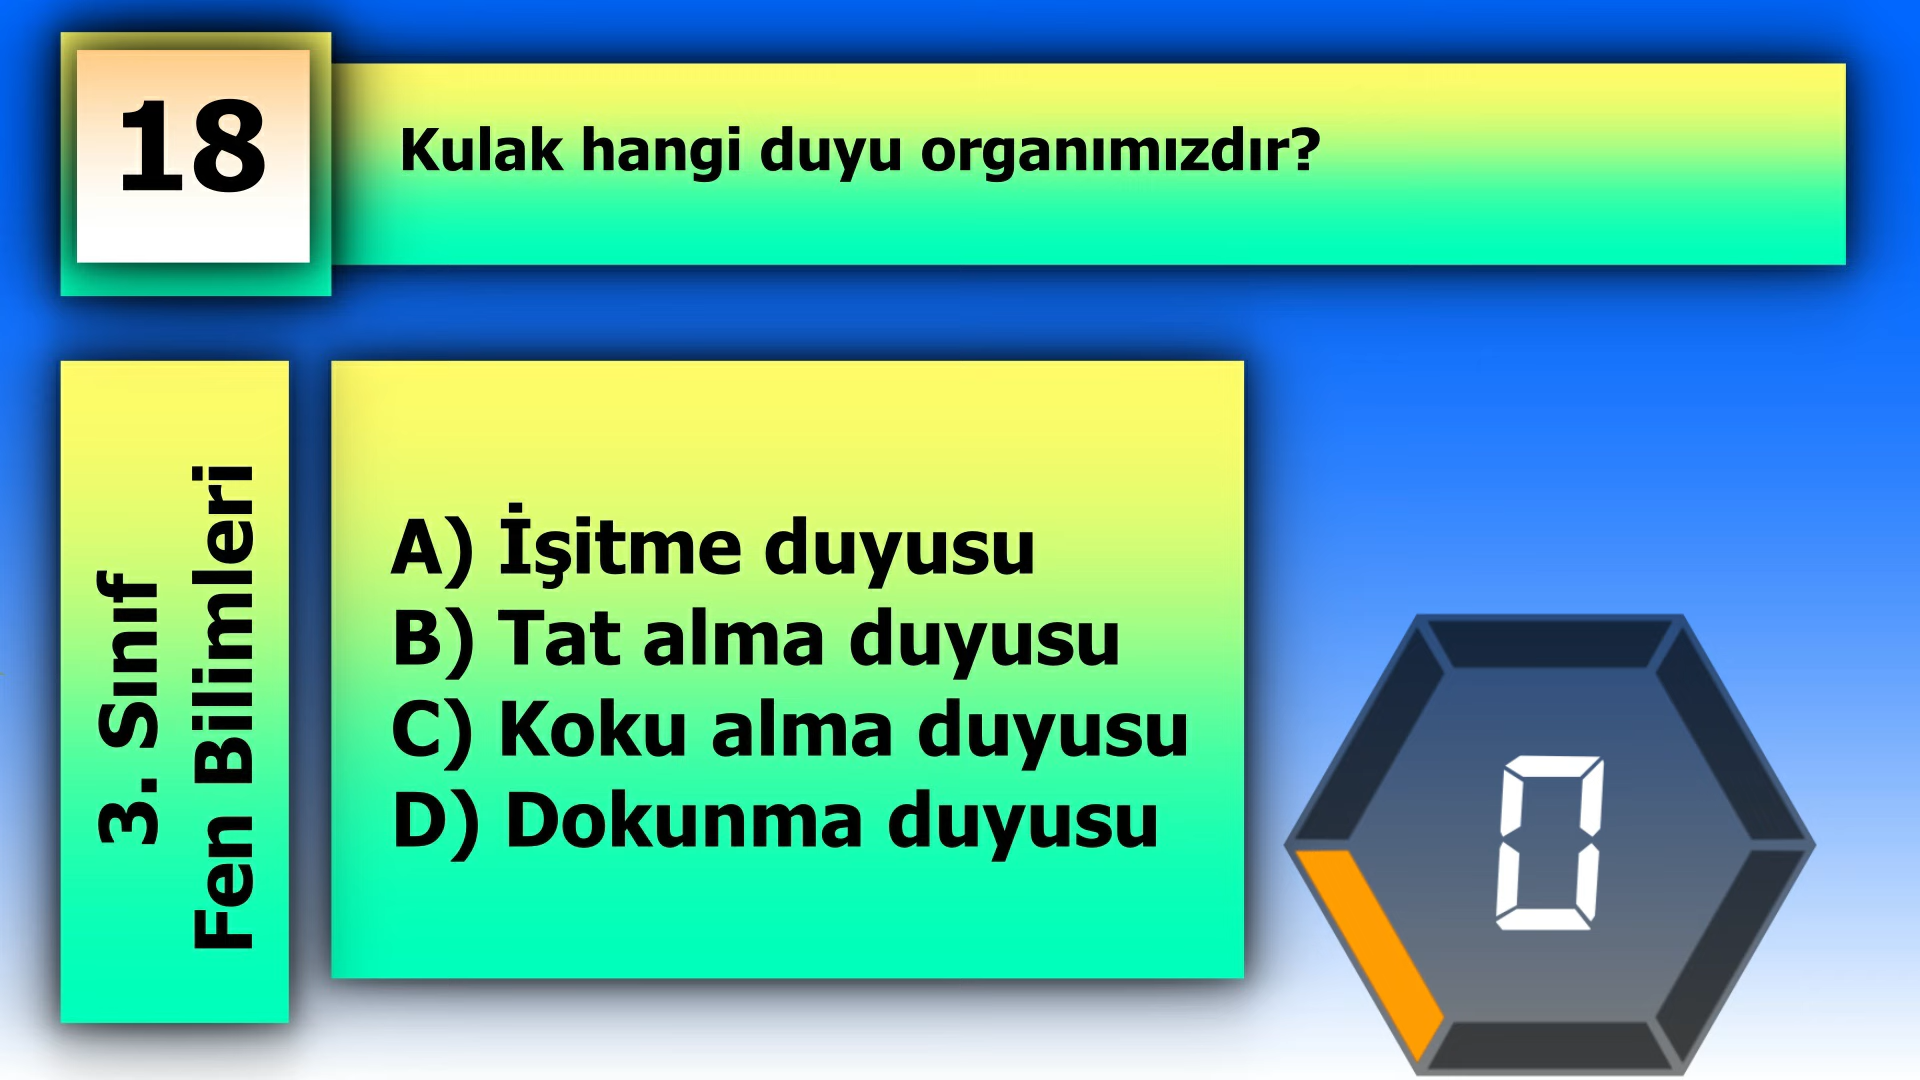 18
Kulak hangi duyu organımızdır?
3. Sınıf
Fen Bilimleri
A) İşitme duyusu
B) Tat alma duyusu
C) Koku alma duyusu
D) Dokunma duyusu
0